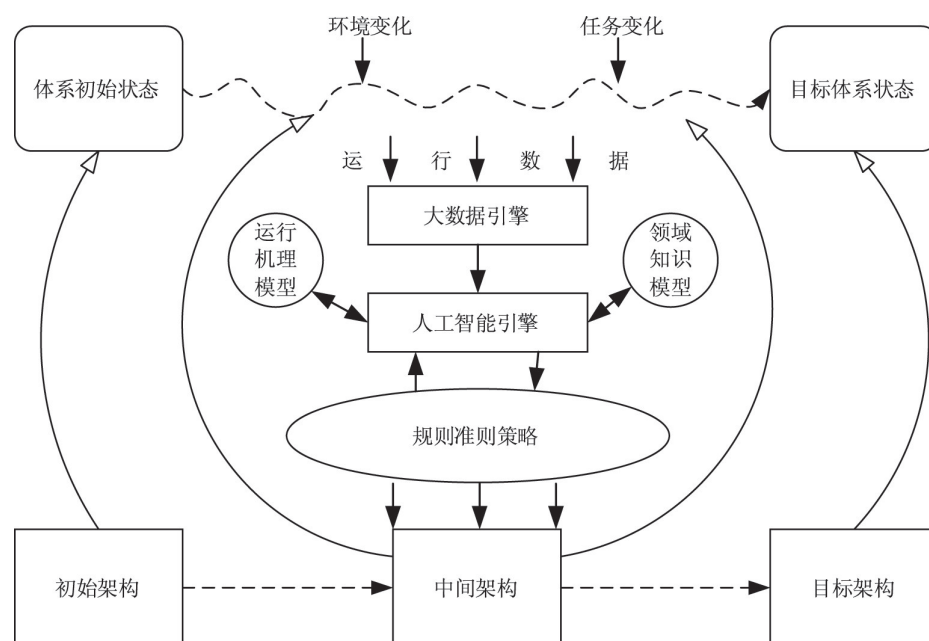 环境变化
任务变化
体系初始状态
目标体系状态
运行数据
大数据引擎
运行
机理
模型
领域
知识
模型
人工智能引擎
规则准则策略
初始架构
中间架构
目标架构